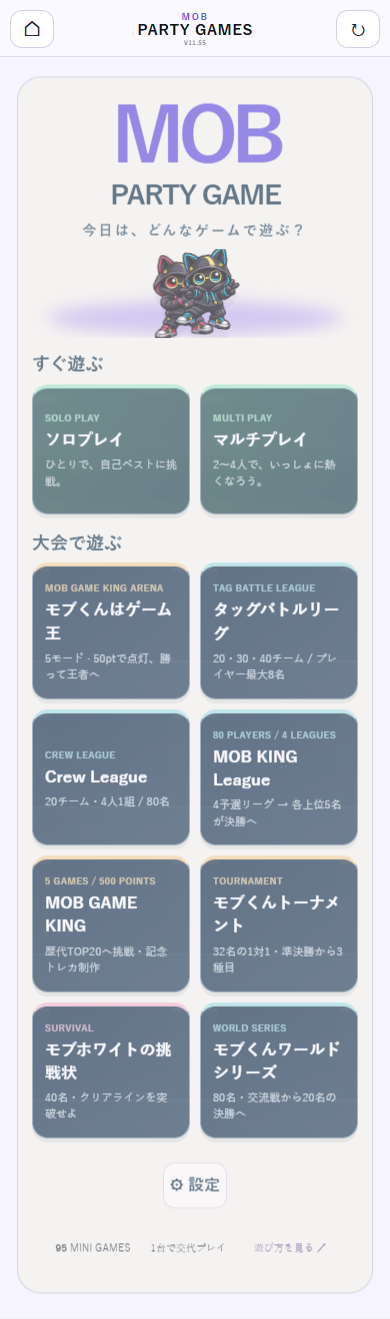 MOB
PARTY GAMES
V11.55
MOB
PARTY GAME
今日は、どんなゲームで遊ぶ？
すぐ遊ぶ
SOLO PLAY
ソロプレイ
ひとりで、自己ベストに挑
戦。
MULTI PLAY
マルチプレイ
2〜4人で、いっしょに熱
くなろう。
大会で遊ぶ
MOB GAME KING ARENA
モブくんはゲーム
王
5モード · 50ptで点灯、勝
って王者へ
TAG BATTLE LEAGUE
タッグバトルリー
グ
20・30・40チーム / プレ
イヤー最大8名
CREW LEAGUE
Crew League
20チーム・4人1組 / 80名
80 PLAYERS / 4 LEAGUES
MOB KING
League
4予選リーグ → 各上位5名
が決勝へ
5 GAMES / 500 POINTS
MOB GAME
KING
歴代TOP20へ挑戦・記念
トレカ制作
TOURNAMENT
モブくんトーナメ
ント
32名の1対1・準決勝から3
種目
SURVIVAL
モブホワイトの挑
戦状
40名・クリアラインを突
破せよ
WORLD SERIES
モブくんワールド
シリーズ
80名・交流戦から20名の
決勝へ
⚙ 設定
95 MINI GAMES
1台で交代プレイ
遊び方を見る ↗